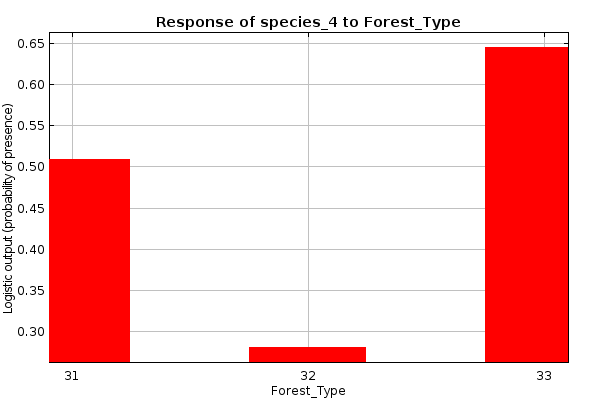 Response of species_4 to Forest_Type
Logistic output (probability of presence)
0.65
0.60
0.55
0.50
0.45
0.40
0.35
0.30
31 32 33
Forest_Type